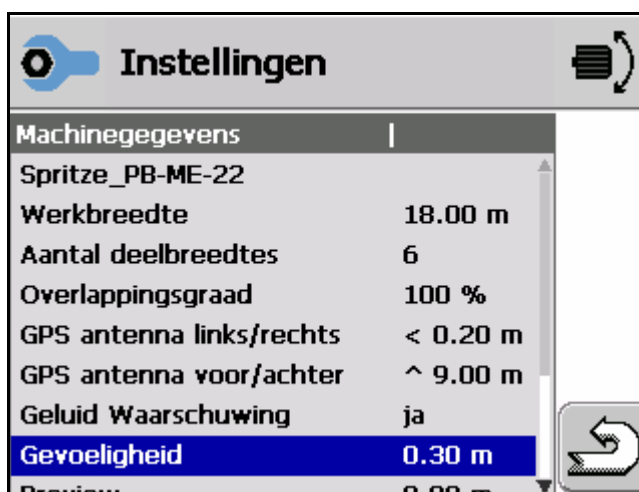 Instellingen
Machinegegevens
Spritze_PB-ME-22
Werkbreedte 18.00 m
Aantal deelbreedtes 6
Overlappingsgraad 100 %
GPS antenna links/rechts < 0.20 m
GPS antenna voor/achter ^ 9.00 m
Geluid Waarschuwing ja
Gevoeligheid 0.30 m